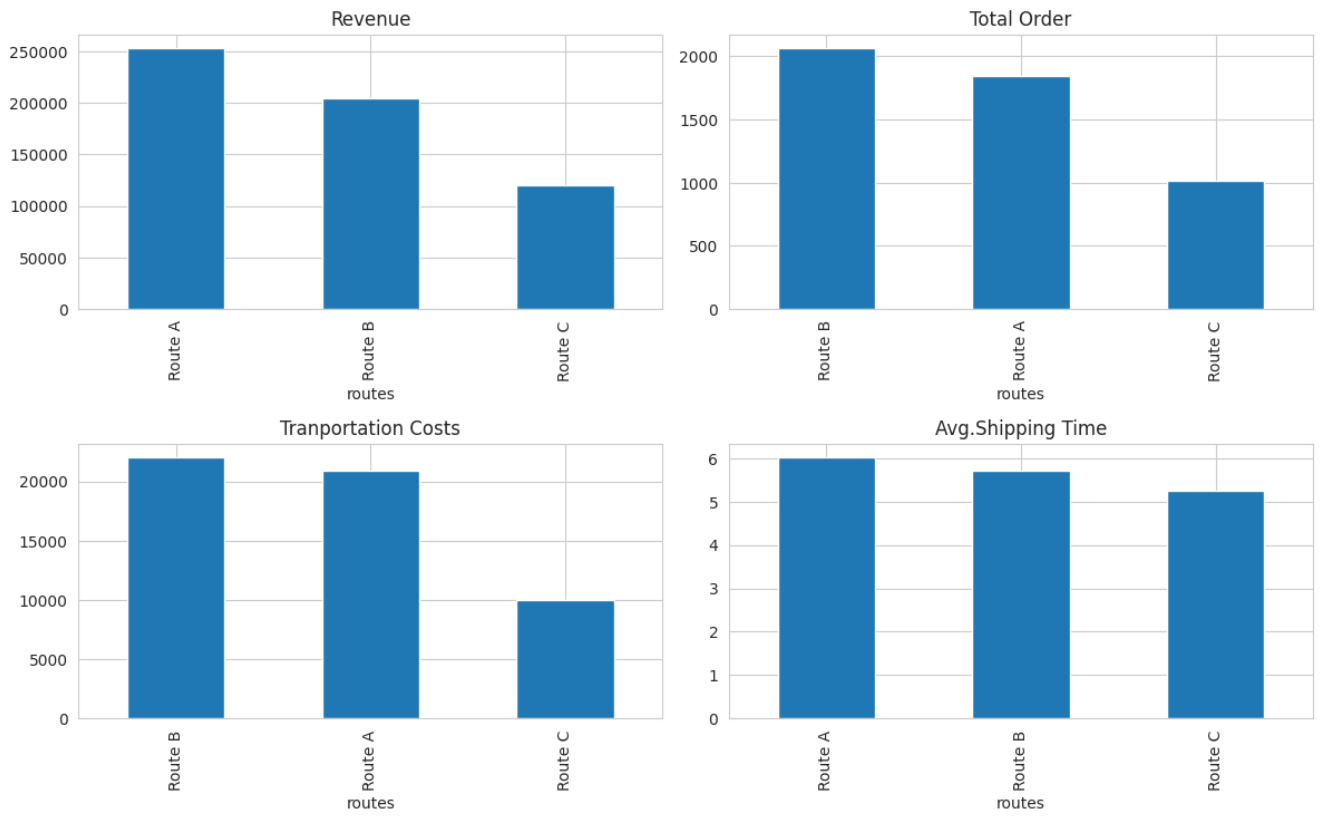 Revenue
250000
200000
150000
100000
50000
0
Route A
Route B
Route C
routes
Total Order
2000
1500
1000
500
0
Route B
Route A
Route C
routes
Tranportation Costs
20000
15000
10000
5000
0
Route B
Route A
Route C
routes
Avg.Shipping Time
6
5
4
3
2
1
0
Route A
Route B
Route C
routes